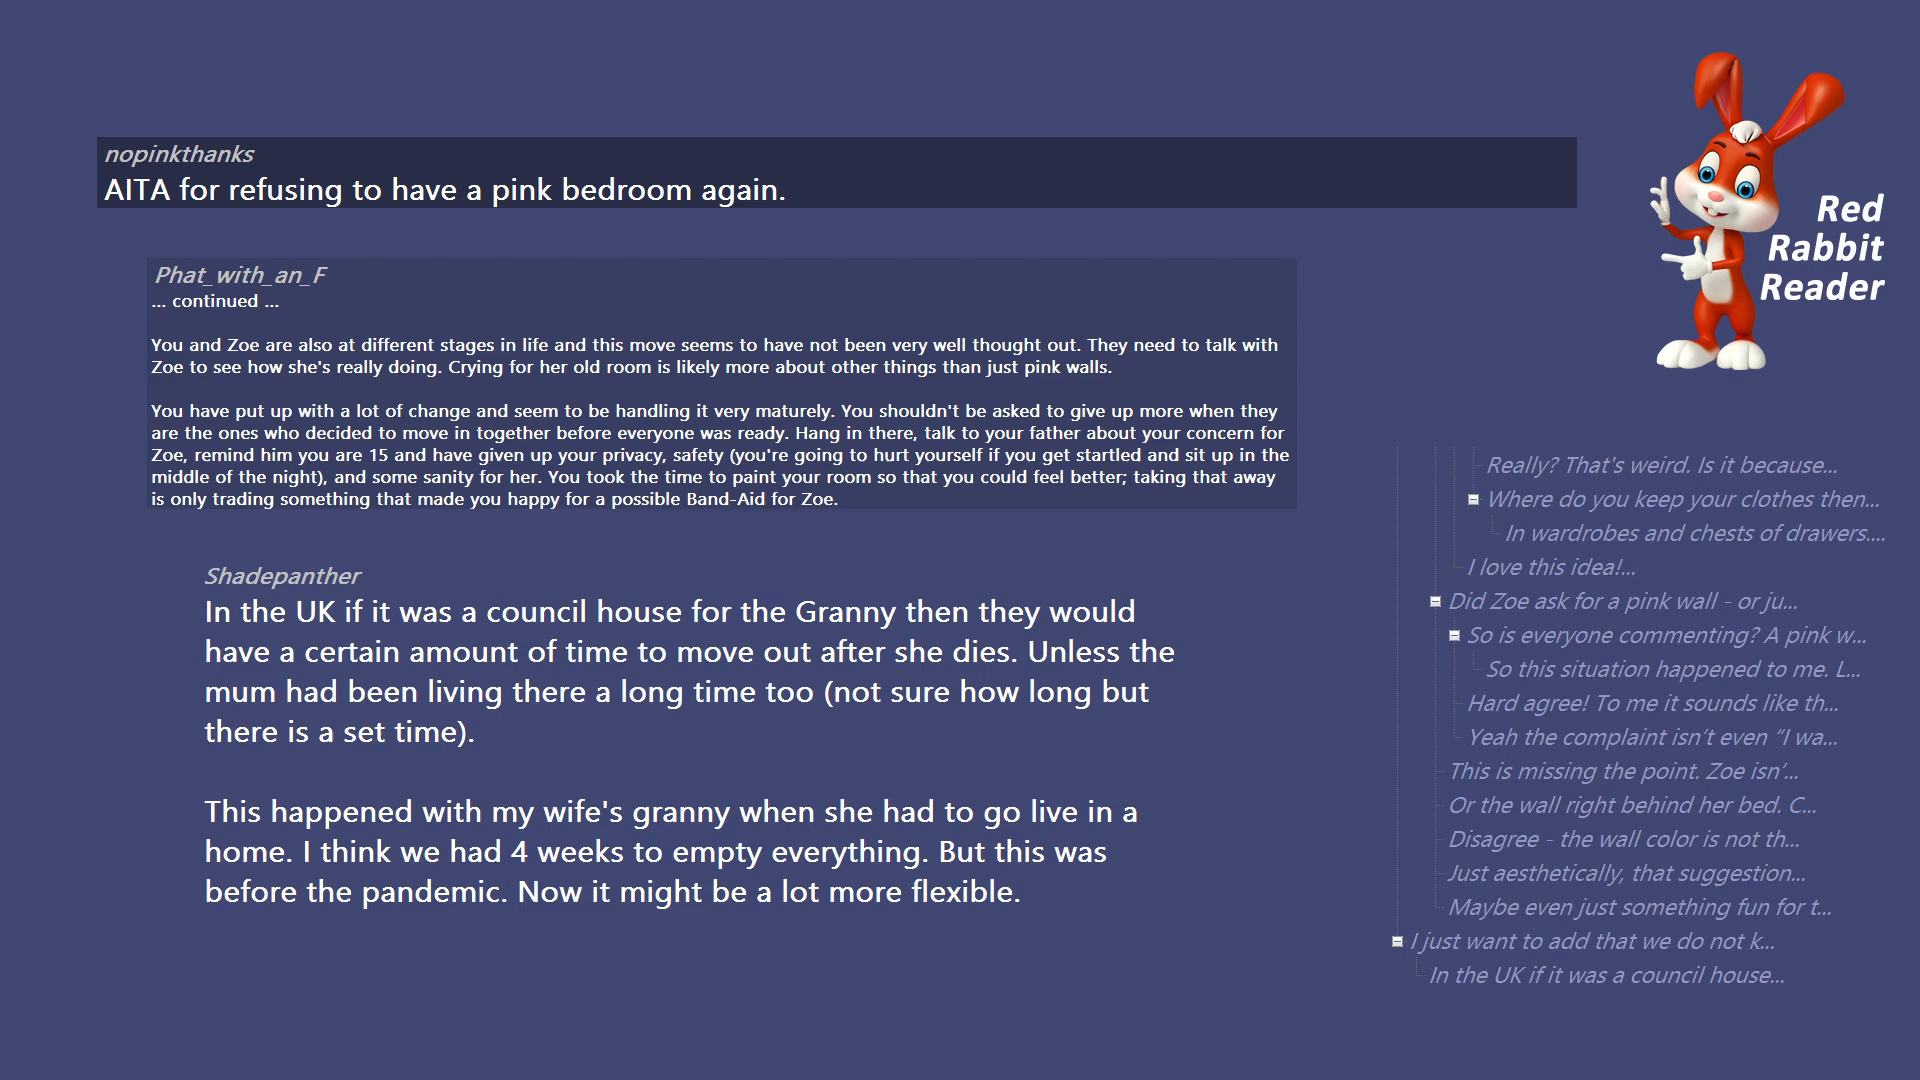 nopinkthanks
AITA for refusing to have a pink bedroom again.
Phat_with_an_F
... continued ...
You and Zoe are also at different stages in life and this move seems to have not been very well thought out. They need to talk with
Zoe to see how she's really doing. Crying for her old room is likely more about other things than just pink walls.
You have put up with a lot of change and seem to be handling it very maturely. You shouldn't be asked to give up more when they
are the ones who decided to move in together before everyone was ready. Hang in there, talk to your father about your concern for
Zoe, remind him you are 15 and have given up your privacy, safety (you're going to hurt yourself if you get startled and sit up in the
middle of the night), and some sanity for her. You took the time to paint your room so that you could feel better; taking that away
is only trading something that made you happy for a possible Band-Aid for Zoe.
Shadepanther
In the UK if it was a council house for the Granny then they would
have a certain amount of time to move out after she dies. Unless the
mum had been living there a long time too (not sure how long but
there is a set time).
This happened with my wife's granny when she had to go live in a
home. I think we had 4 weeks to empty everything. But this was
before the pandemic. Now it might be a lot more flexible.
Red
Rabbit
Reader
Really? That's weird. Is it because...
Where do you keep your clothes then...
In wardrobes and chests of drawers....
I love this idea!...
Did Zoe ask for a pink wall - or ju...
So is everyone commenting? A pink w...
So this situation happened to me. L...
Hard agree! To me it sounds like th...
Yeah the complaint isn’t even “I wa...
This is missing the point. Zoe isn’...
Or the wall right behind her bed. C...
Disagree - the wall color is not th...
Just aesthetically, that suggestion...
Maybe even just something fun for t...
I just want to add that we do not k...
In the UK if it was a council house...